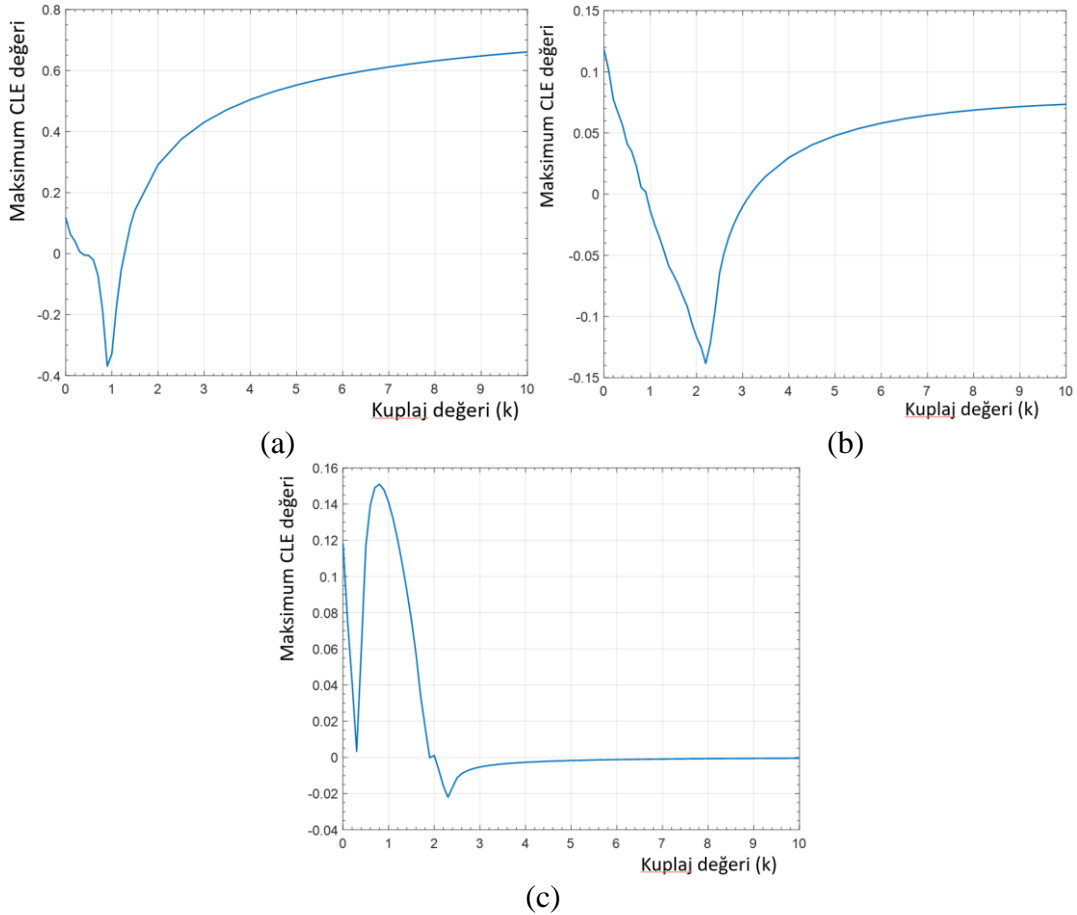 Maksimum CLE değeri
0.8
0.6
0.4
0.2
0
-0.2
-0.4
0 1 2 3 4 5 6 7 8 9 10
Kuplaj değeri (k)
(a)
Maksimum CLE değeri
0.15
0.1
0.05
0
-0.05
-0.1
-0.15
0 1 2 3 4 5 6 7 8 9 10
Kuplaj değeri (k)
(b)
Maksimum CLE değeri
0.16
0.14
0.12
0.1
0.08
0.06
0.04
0.02
0
-0.02
-0.04
0 1 2 3 4 5 6 7 8 9 10
Kuplaj değeri (k)
(c)